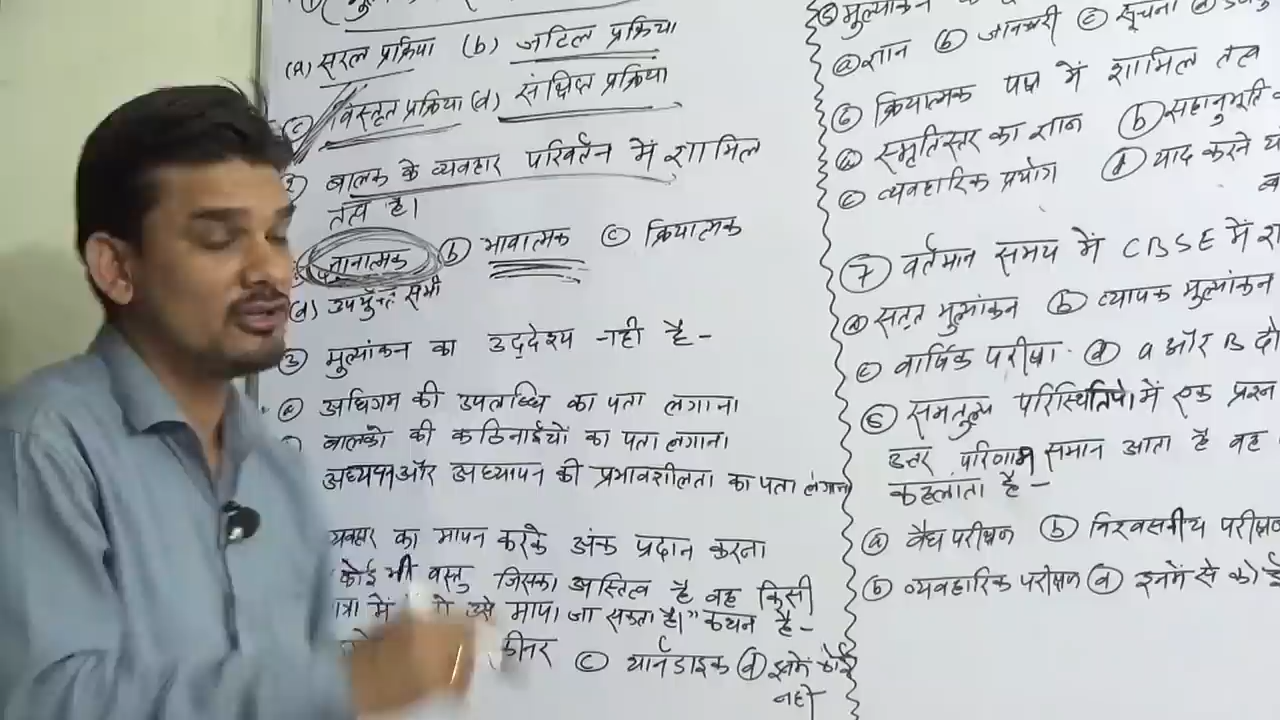 (a) सरल प्रक्रिया (b) जटिल प्रक्रिया
(c) विस्तृत प्रक्रिया (d) संक्षिप्त प्रक्रिया
बालक के व्यवहार परिवर्तन में शामिल
तत्व है।
ज्ञानात्मक (b) भावात्मक (c) क्रियात्मक
(d) उपर्युक्त सभी
③ मुल्यांकन का उद्देश्य नही है -
(a) अधिगम की उपलब्धि का पता लगाना
बालको की कठिनाईयों का पता लगाना
अध्ययन और अध्यापन की प्रभावशीलता का पता लगाना
व्यवहार का मापन करके अंक प्रदान करना
"कोई भी वस्तु जिसका अस्तित्व है वह किसी
में उसे मापा जा सकता है।" कथन है -
(c) थार्नडाइक (d) इनमें कोई
नहीं
⑤ मुल्यांकन
(a) ज्ञान (b) जानकारी (c) सूचना (d)
⑥ क्रियात्मक पक्ष में शामिल तत्व
(a) स्मृतिस्तर का ज्ञान (b) सहानुभूति
(c) व्यवहारिक प्रयोग (d) याद करने
⑦ वर्तमान समय में CBSE में
(a) सतत मुल्यांकन (b) व्यापक मुल्यांकन
(c) वार्षिक परीक्षा (d) a और B दो
समतुल्य परिस्थितियो में एक प्रश्न
उत्तर परिणाम समान आता है वह
कहलाता है -
(a) वैध परीक्षण (b) विश्वसनीय परीक्षण
(b) व्यवहारिक परीक्षण (d) इनमें से कोई